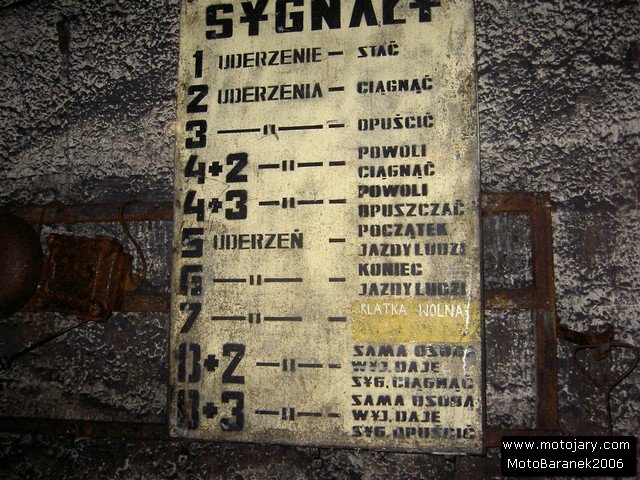 SYGNAŁY
1 UDERZENIE – STAĆ
2 UDERZENIA – CIĄGNĄĆ
3 —— II —— – OPUŚCIĆ
4+2 — II — – POWOLI
CIĄGNĄĆ
4+3 — II — – POWOLI
OPUSZCZAĆ
5 UDERZEŃ – POCZĄTEK
JAZDY LUDZI
6 —— II —— – KONIEC
JAZDY LUDZI
7 —— II —— – KLATKA WOLNA
8+2 — II — – SAMA OSOBA
WYJ. DAJE
SYG. CIĄGNĄĆ
8+3 — II — – SAMA OSOBA
WYJ. DAJE
SYG. OPUŚCIĆ
www.motojary.com
MotoBaranek2006